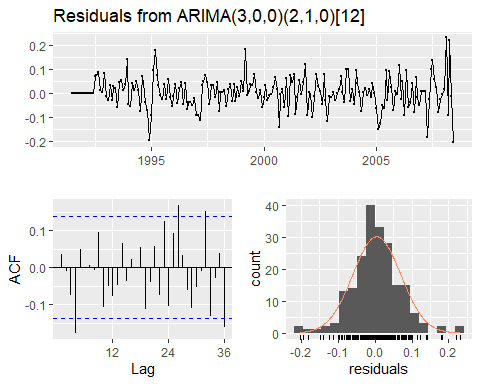 Residuals from ARIMA(3,0,0)(2,1,0)[12]
0.2
0.1
0.0
-0.1
-0.2
1995 2000 2005
ACF
0.1
0.0
-0.1
12 24 36
Lag
count
40
30
20
10
0
-0.2 -0.1 0.0 0.1 0.2
residuals